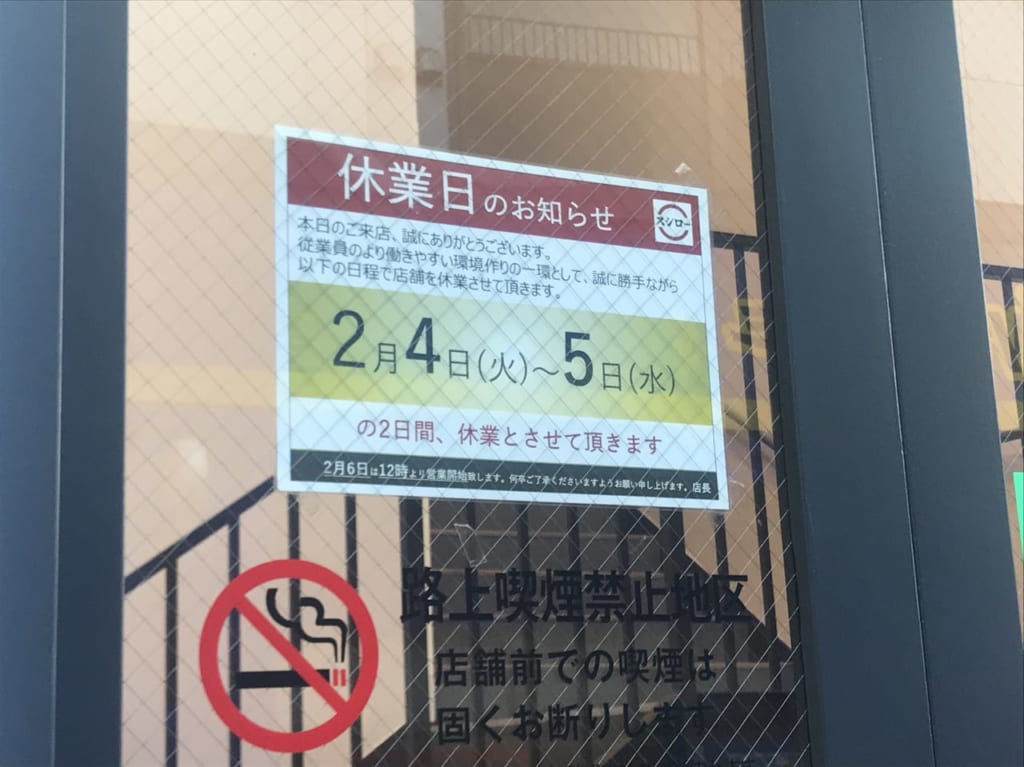 休業日のお知らせ
スシロー
本日のご来店、誠にありがとうございます。
従業員のより働きやすい環境作りの一環として、誠に勝手ながら
以下の日程で店舗を休業させて頂きます。
2月4日(火)～5日(水)
の2日間、休業とさせて頂きます
2月6日は12時より営業開始致します。何卒ご了承くださいますようお願い申し上げます。店長
路上喫煙禁止地区
店舗前での喫煙は
固くお断りします